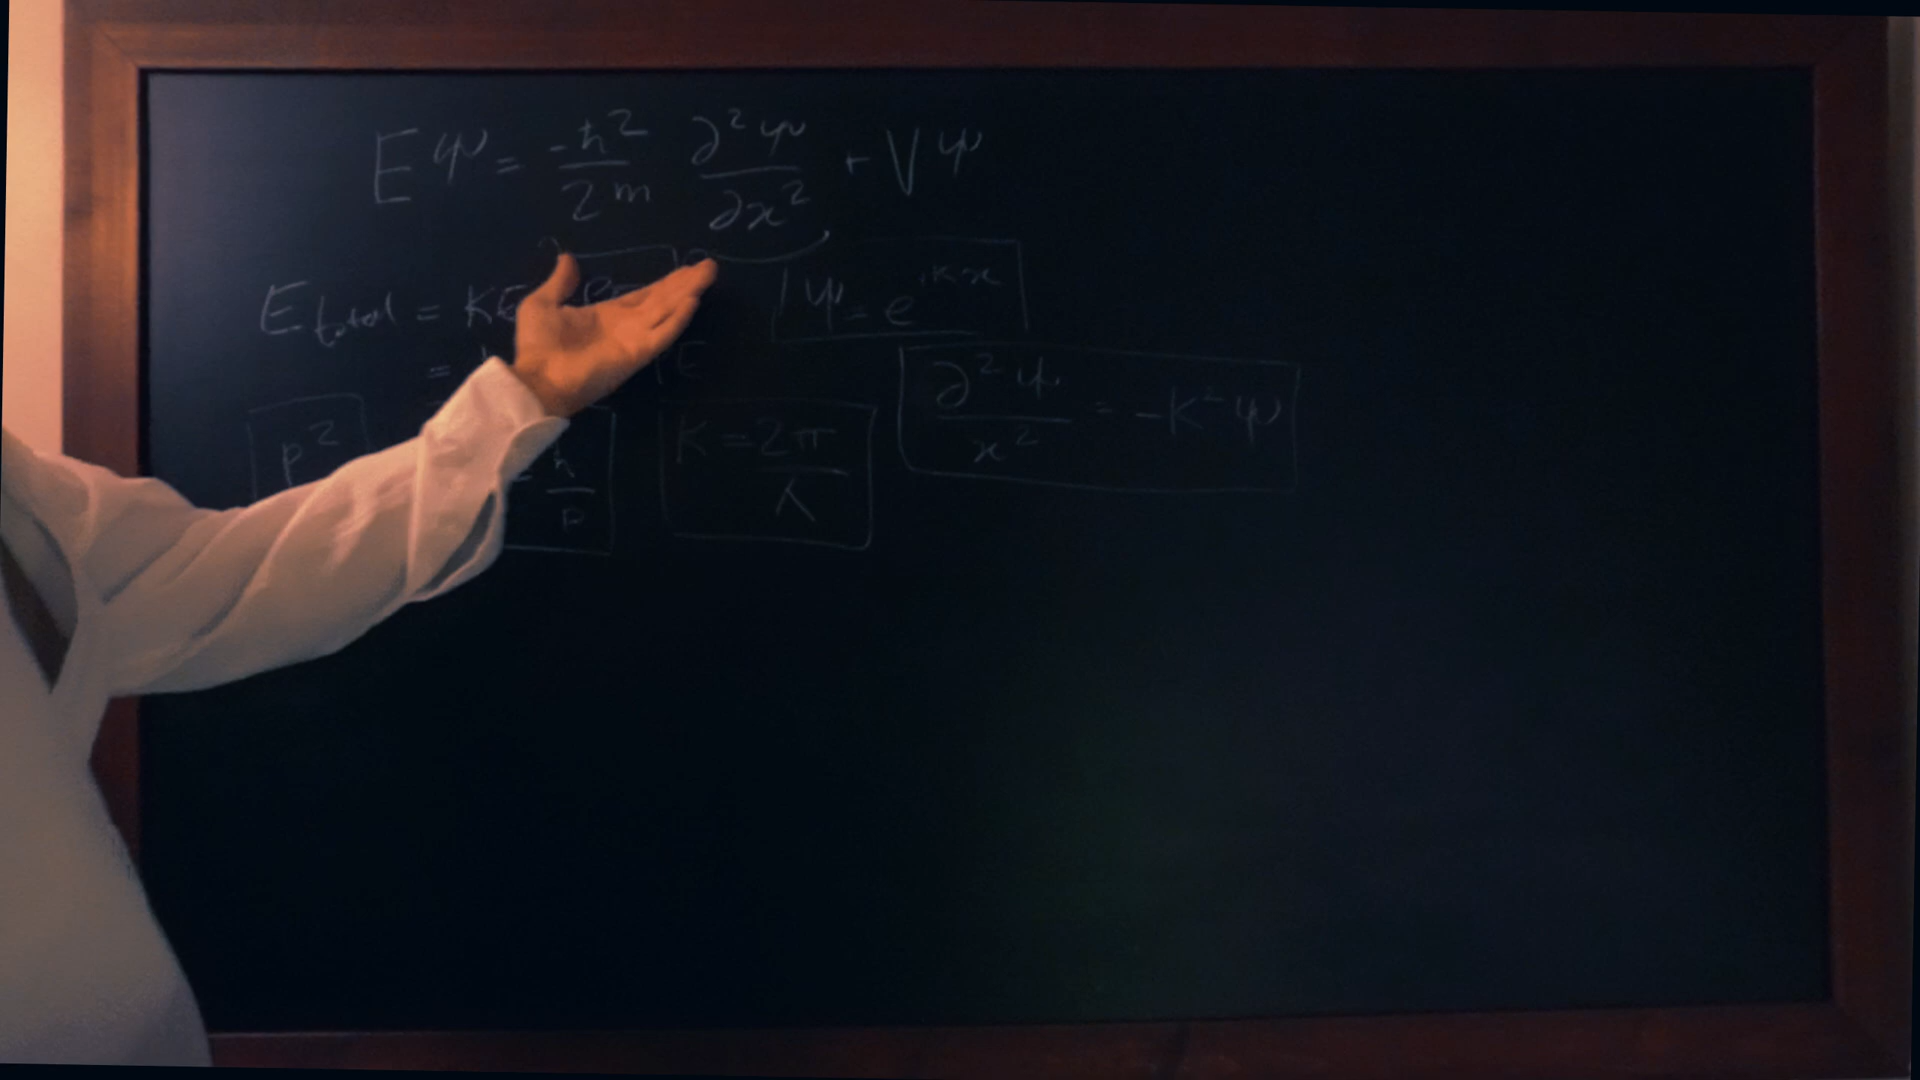 Eψ = -ħ²/2m ∂²ψ/∂x² + Vψ
E total = KE
ψ = e^iKx
=
p²
= h/p
K = 2π/λ
∂²ψ/x² = -K²ψ